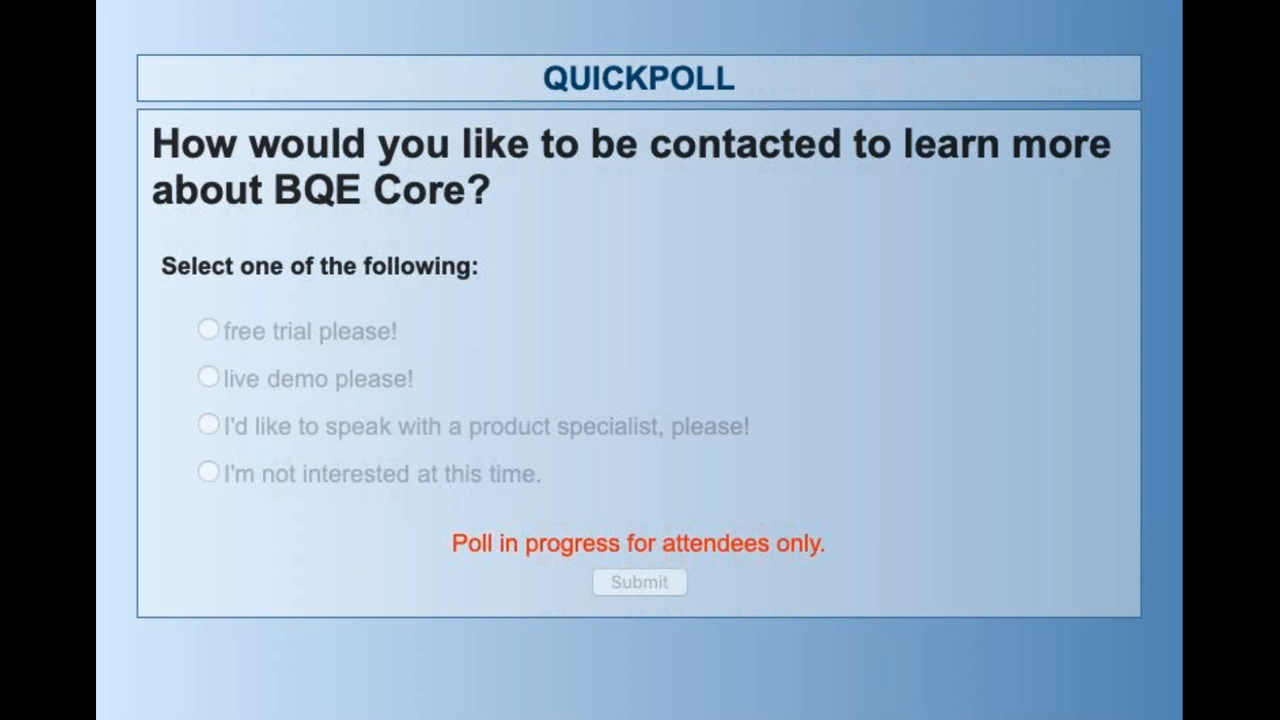 QUICKPOLL
How would you like to be contacted to learn more
about BQE Core?
Select one of the following:
free trial please!
live demo please!
I'd like to speak with a product specialist, please!
I'm not interested at this time.
Poll in progress for attendees only.
Submit